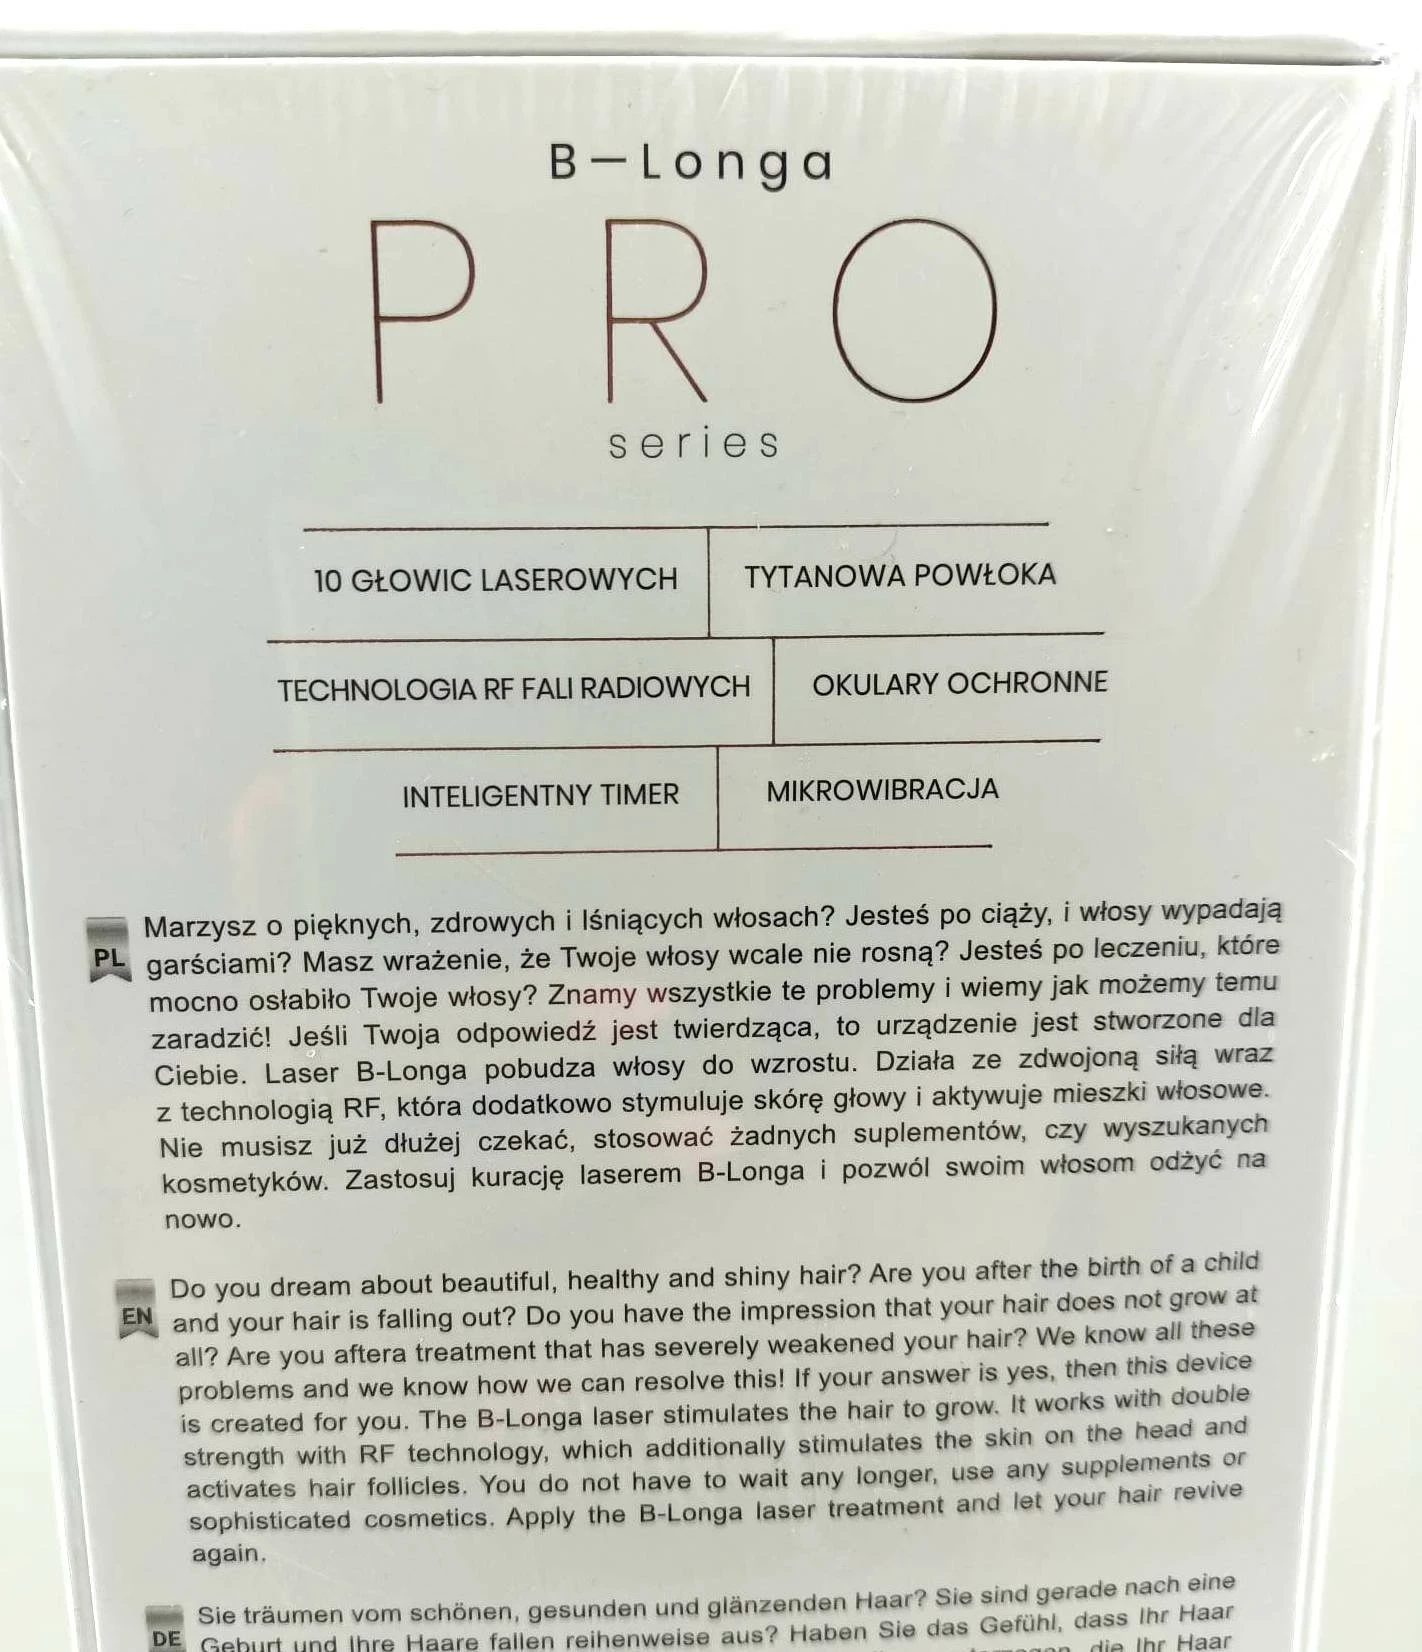 B—Longa
PRO
series
10 GŁOWIC LASEROWYCH
TYTANOWA POWŁOKA
TECHNOLOGIA RF FALI RADIOWYCH
OKULARY OCHRONNE
INTELIGENTNY TIMER
MIKROWIBRACJA
PL
Marzysz o pięknych, zdrowych i lśniących włosach? Jesteś po ciąży, i włosy wypadają
garściami? Masz wrażenie, że Twoje włosy wcale nie rosną? Jesteś po leczeniu, które
mocno osłabiło Twoje włosy? Znamy wszystkie te problemy i wiemy jak możemy temu
zaradzić! Jeśli Twoja odpowiedź jest twierdząca, to urządzenie jest stworzone dla
Ciebie. Laser B-Longa pobudza włosy do wzrostu. Działa ze zdwojoną siłą wraz
z technologią RF, która dodatkowo stymuluje skórę głowy i aktywuje mieszki włosowe.
Nie musisz już dłużej czekać, stosować żadnych suplementów, czy wyszukanych
kosmetyków. Zastosuj kurację laserem B-Longa i pozwól swoim włosom odżyć na
nowo.
EN
Do you dream about beautiful, healthy and shiny hair? Are you after the birth of a child
and your hair is falling out? Do you have the impression that your hair does not grow at
all? Are you aftera treatment that has severely weakened your hair? We know all these
problems and we know how we can resolve this! If your answer is yes, then this device
is created for you. The B-Longa laser stimulates the hair to grow. It works with double
strength with RF technology, which additionally stimulates the skin on the head and
activates hair follicles. You do not have to wait any longer, use any supplements or
sophisticated cosmetics. Apply the B-Longa laser treatment and let your hair revive
again.
DE
Sie träumen vom schönen, gesunden und glänzenden Haar? Sie sind gerade nach eine
Geburt und Ihre Haare fallen reihenweise aus? Haben Sie das Gefühl, dass Ihr Haar
die Ihr Haar